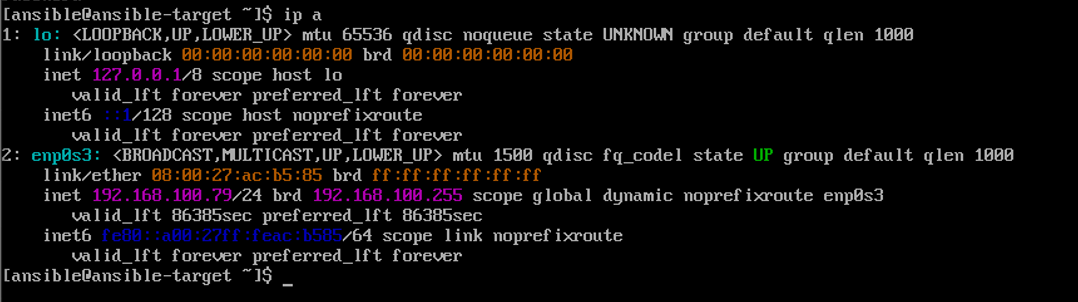 [ansible@ansible-target ~]$ ip a
1: lo: <LOOPBACK,UP,LOWER_UP> mtu 65536 qdisc noqueue state UNKNOWN group default qlen 1000
link/loopback 00:00:00:00:00:00 brd 00:00:00:00:00:00
inet 127.0.0.1/8 scope host lo
valid_lft forever preferred_lft forever
inet6 ::1/128 scope host noprefixroute
valid_lft forever preferred_lft forever
2: enp0s3: <BROADCAST,MULTICAST,UP,LOWER_UP> mtu 1500 qdisc fq_codel state UP group default qlen 1000
link/ether 08:00:27:ac:b5:85 brd ff:ff:ff:ff:ff:ff
inet 192.168.100.79/24 brd 192.168.100.255 scope global dynamic noprefixroute enp0s3
valid_lft 86385sec preferred_lft 86385sec
inet6 fe80::a00:27ff:feac:b585/64 scope link noprefixroute
valid_lft forever preferred_lft forever
[ansible@ansible-target ~]$ _